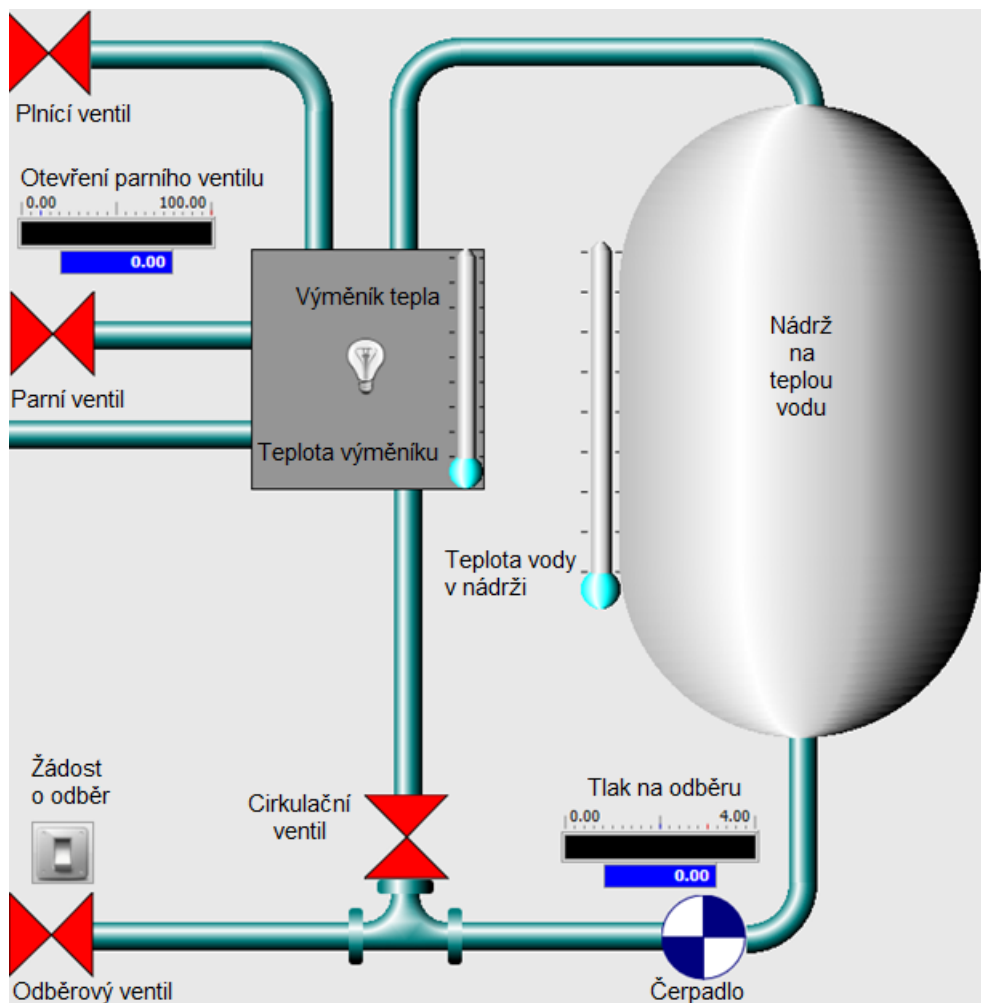 Plnící ventil
Otevření parního ventilu
0.00 100.00
0.00
Výměník tepla
Parní ventil
Teplota výměníku
Nádrž
na
teplou
vodu
Teplota vody
v nádrži
Žádost
o odběr
Cirkulační
ventil
Tlak na odběru
0.00 4.00
0.00
Odběrový ventil
Čerpadlo